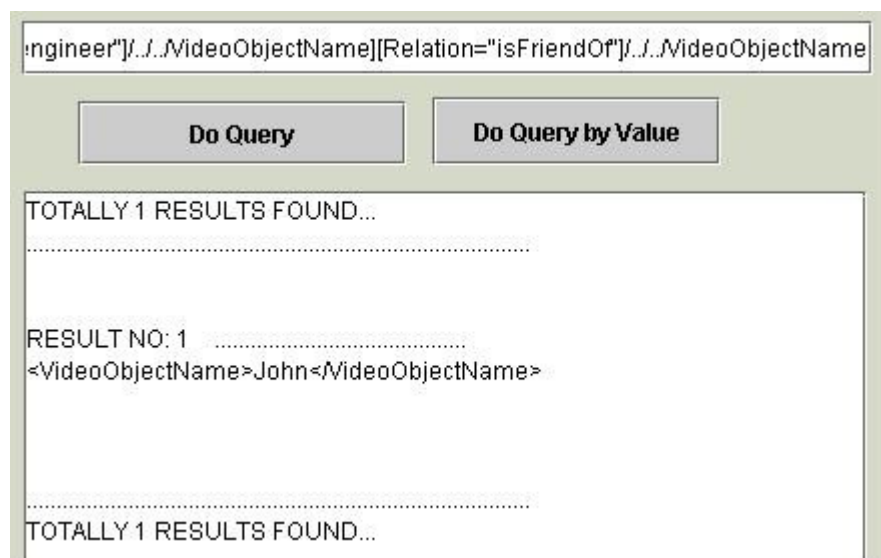 ngineer"]/../../VideoObjectName][Relation="isFriendOf"]/../../VideoObjectName
Do Query
Do Query by Value
TOTALLY 1 RESULTS FOUND...
....................................................................................
RESULT NO: 1 ..........................................
<VideoObjectName>John</VideoObjectName>
....................................................................................
TOTALLY 1 RESULTS FOUND...